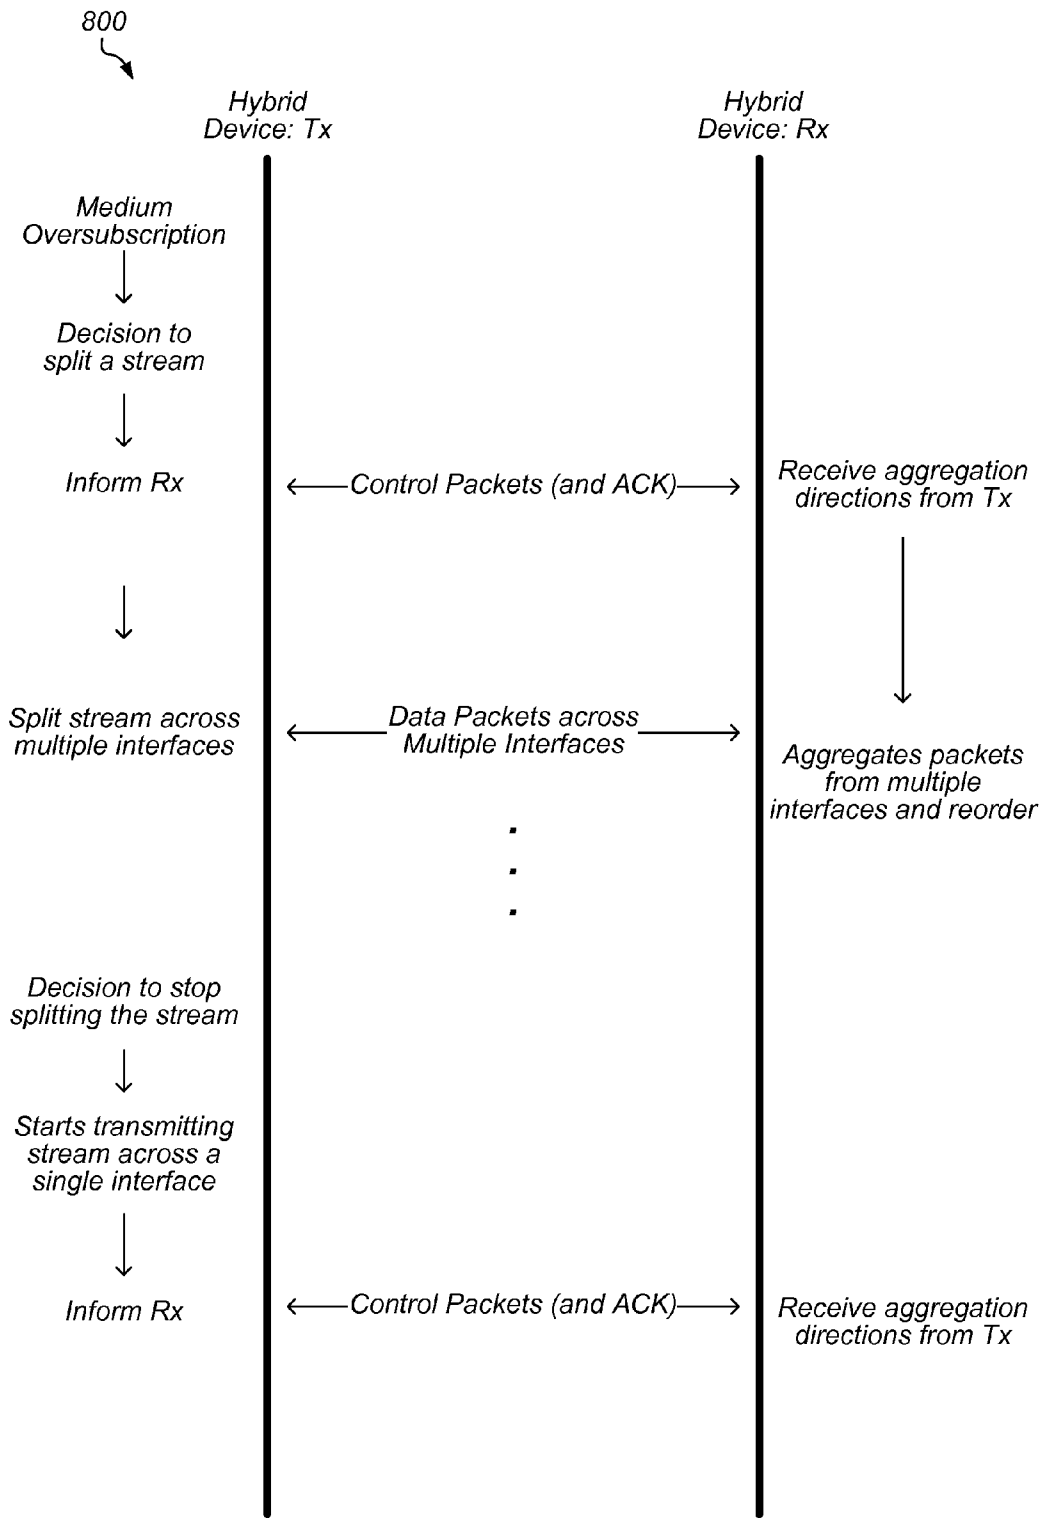 800
Hybrid
Device: Tx
Hybrid
Device: Rx
Medium
Oversubscription
Decision to
split a stream
Inform Rx
Control Packets (and ACK)
Receive aggregation
directions from Tx
Split stream across
multiple interfaces
Data Packets across
Multiple Interfaces
Aggregates packets
from multiple
interfaces and reorder
Decision to stop
splitting the stream
Starts transmitting
stream across a
single interface
Inform Rx
Control Packets (and ACK)
Receive aggregation
directions from Tx